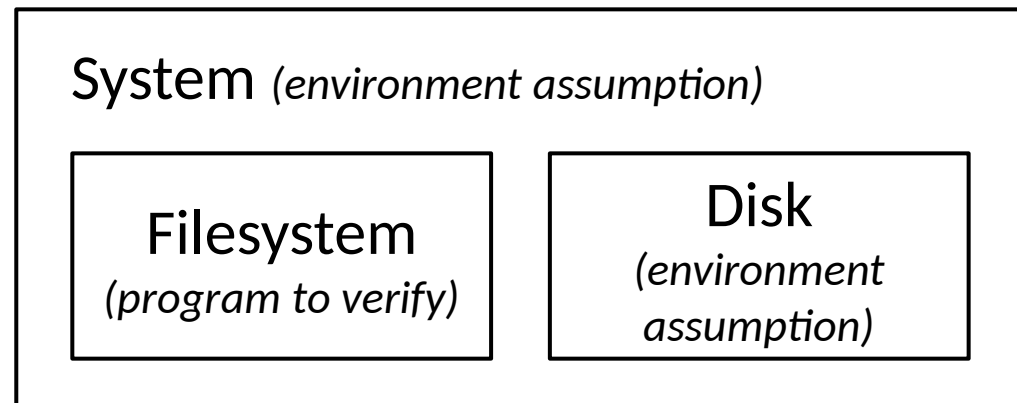 System (environment assumption)
Filesystem
(program to verify)
Disk
(environment
assumption)